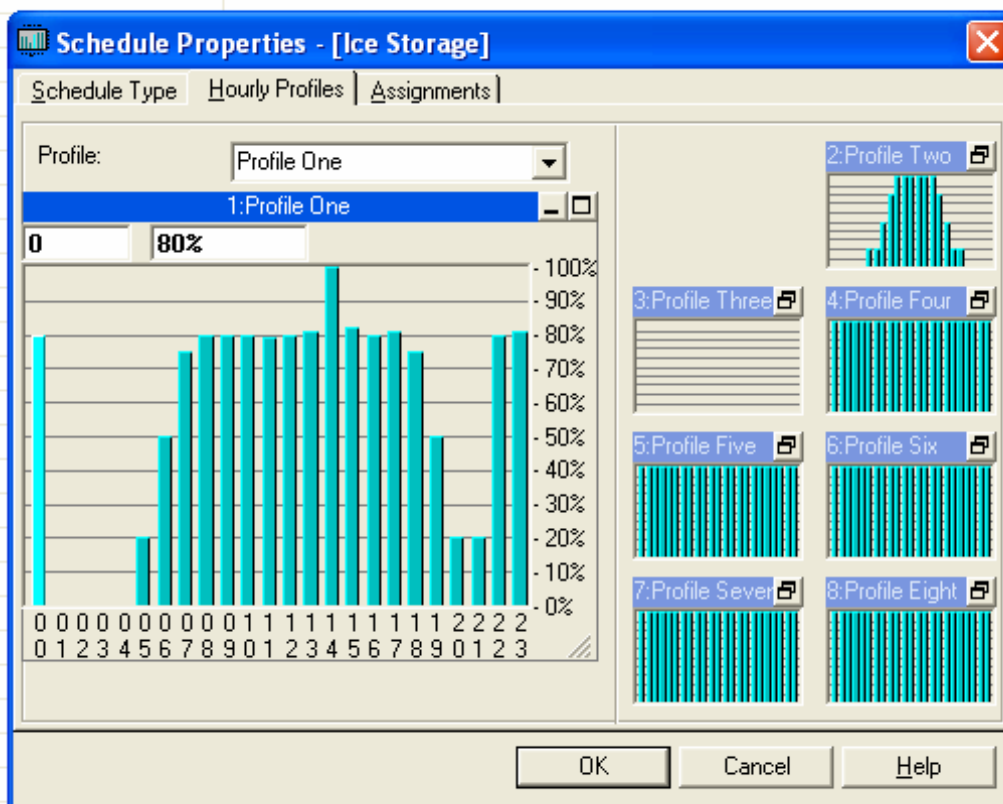 Schedule Properties - [Ice Storage]
Schedule Type Hourly Profiles Assignments
Profile: Profile One
1:Profile One
0 80%
100%
90%
80%
70%
60%
50%
40%
30%
20%
10%
0%
0 0 0 0 0 0 0 0 0 0 1 1 1 1 1 1 1 1 1 1 2 2 2 2
0 1 2 3 4 5 6 7 8 9 0 1 2 3 4 5 6 7 8 9 0 1 2 3
2:Profile Two
3:Profile Three
4:Profile Four
5:Profile Five
6:Profile Six
7:Profile Seven
8:Profile Eight
OK Cancel Help